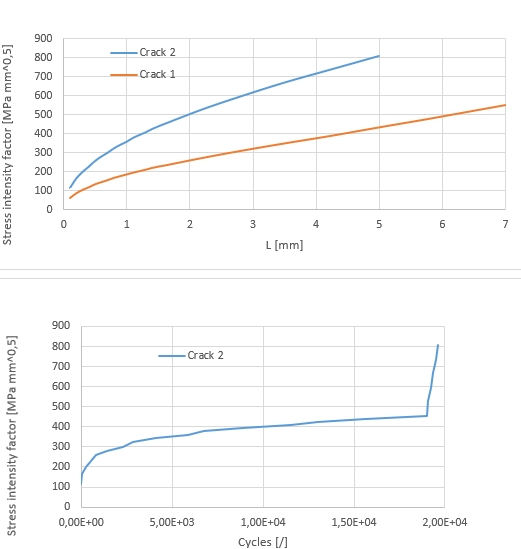 Stress intensity factor [MPa mm^0,5]
900
800
700
600
500
400
300
200
100
0
Crack 2
Crack 1
0 1 2 3 4 5 6 7
L [mm]
Stress intensity factor [MPa mm^0,5]
900
800
700
600
500
400
300
200
100
0
Crack 2
0,00E+00 5,00E+03 1,00E+04 1,50E+04 2,00E+04
Cycles [/]